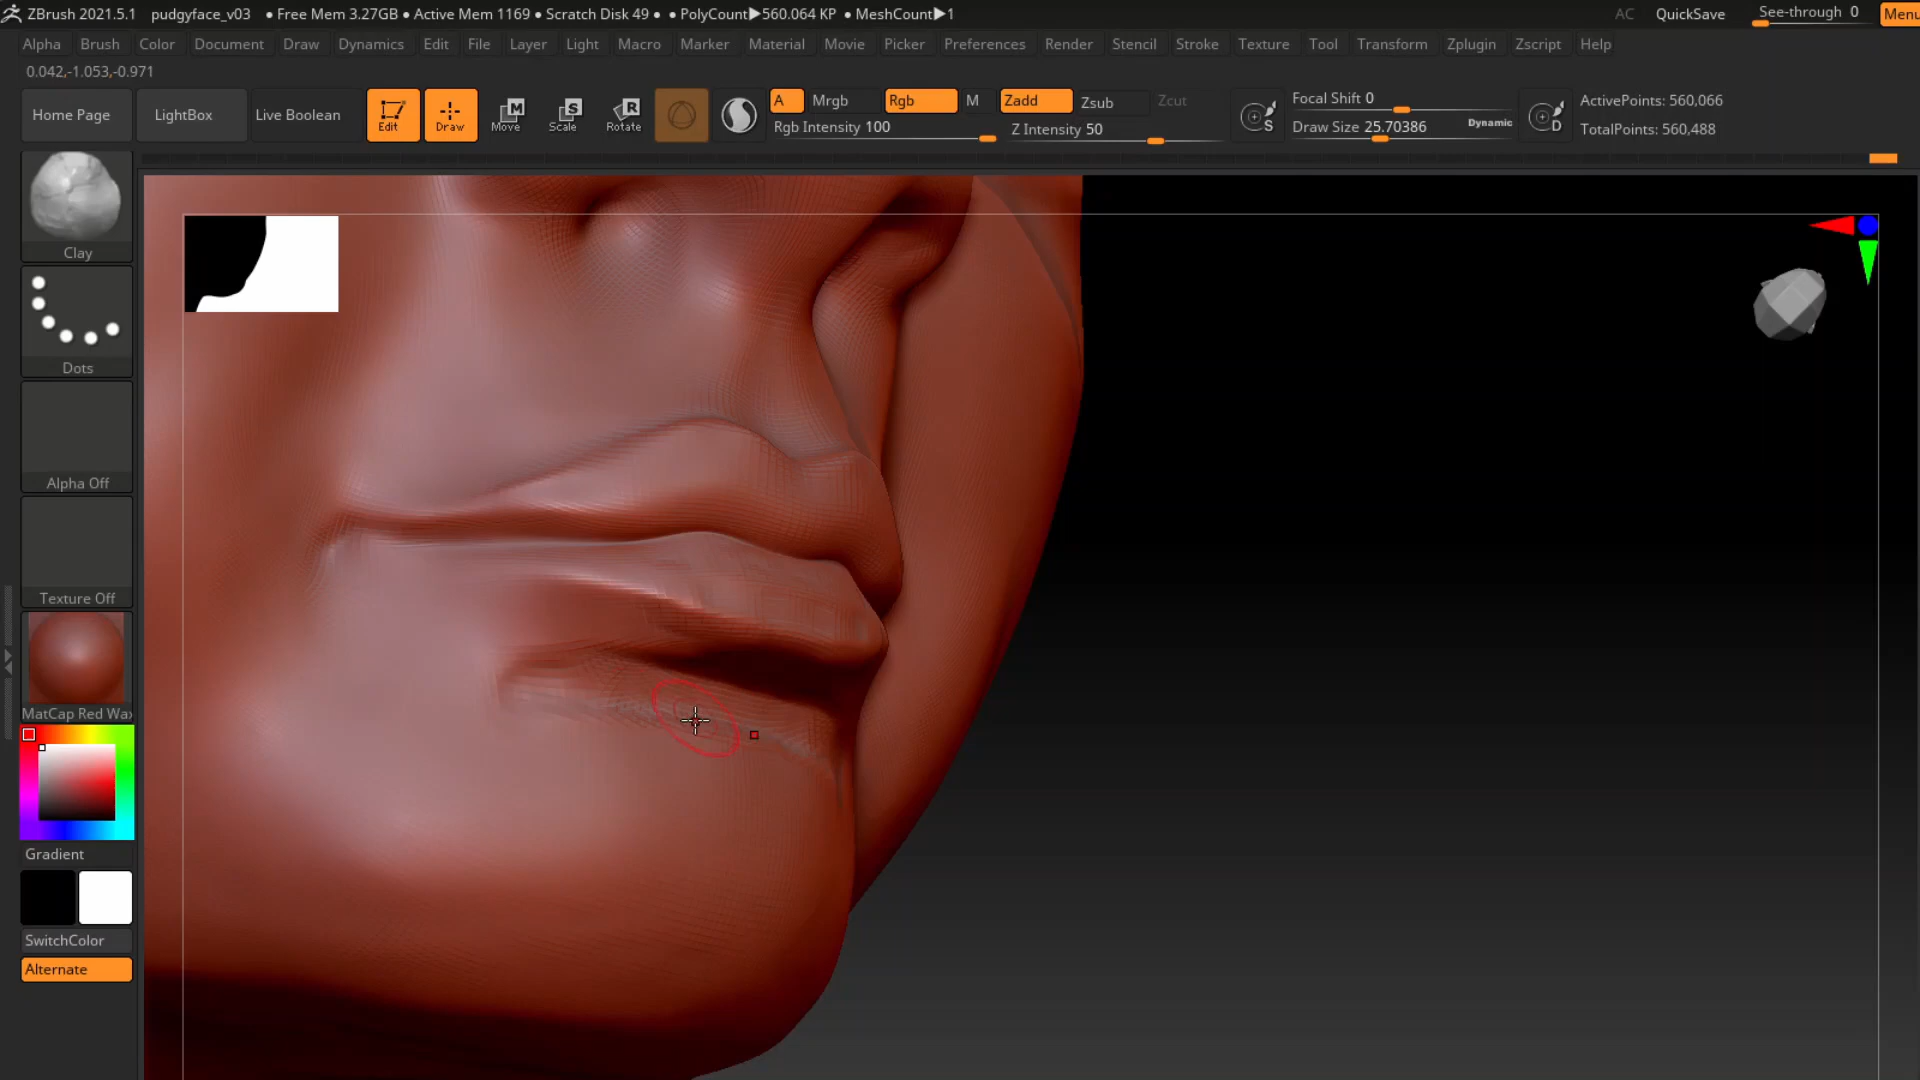 ZBrush 2021.5.1 pudgyface_v03 • Free Mem 3.27GB • Active Mem 1169 • Scratch Disk 49 • • PolyCount▶560.064 KP • MeshCount▶1 AC QuickSave See-through 0 Menu
Alpha Brush Color Document Draw Dynamics Edit File Layer Light Macro Marker Material Movie Picker Preferences Render Stencil Stroke Texture Tool Transform Zplugin Zscript Help
0.042,-1.053,-0.971
Home Page LightBox Live Boolean Edit Draw Move Scale Rotate
M S R
A Mrgb Rgb M Zadd Zsub Zcut
Rgb Intensity 100 Z Intensity 50
S Focal Shift 0
Draw Size 25.70386 Dynamic D
ActivePoints: 560,066
TotalPoints: 560,488
Clay
Dots
Alpha Off
Texture Off
MatCap Red Wax
Gradient
SwitchColor
Alternate